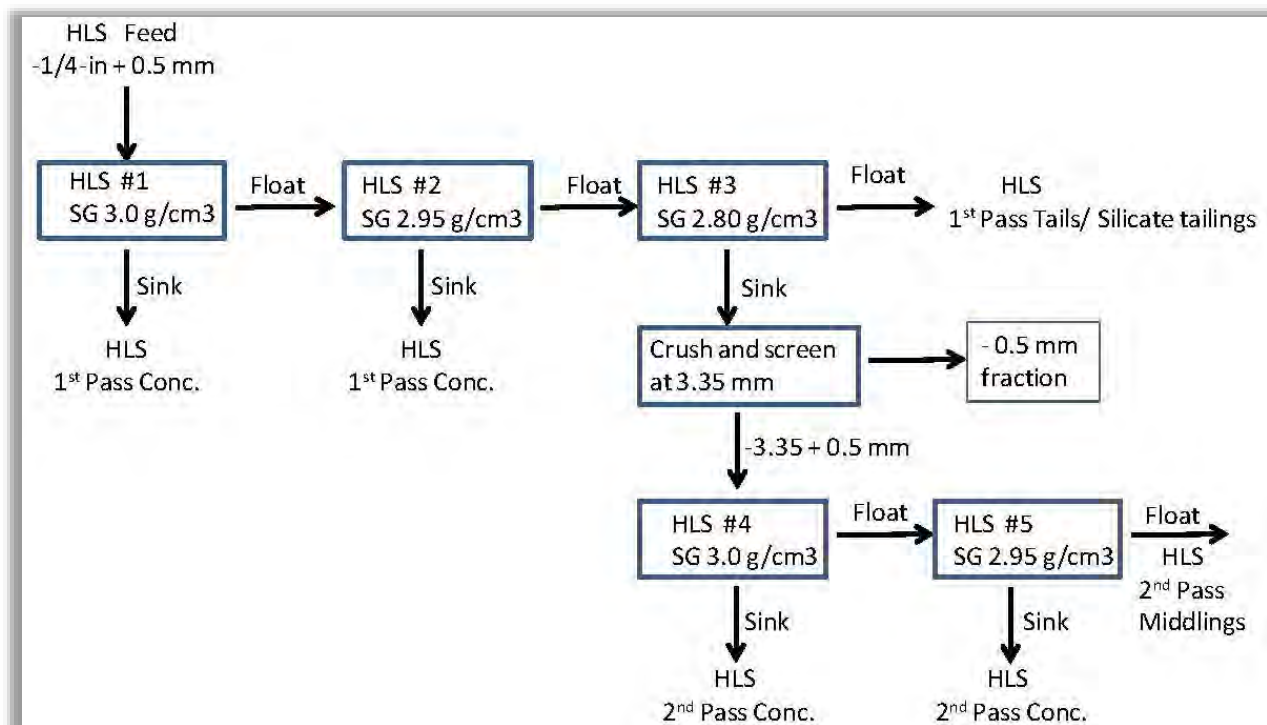 HLS Feed
-1/4-in + 0.5 mm
HLS #1
SG 3.0 g/cm3
Float
HLS #2
SG 2.95 g/cm3
Float
HLS #3
SG 2.80 g/cm3
Float
HLS
1st Pass Tails/ Silicate tailings
Sink
HLS
1st Pass Conc.
Sink
HLS
1st Pass Conc.
Sink
Crush and screen
at 3.35 mm
- 0.5 mm
fraction
-3.35 + 0.5 mm
HLS #4
SG 3.0 g/cm3
Float
HLS #5
SG 2.95 g/cm3
Float
HLS
2nd Pass
Middlings
Sink
HLS
2nd Pass Conc.
Sink
HLS
2nd Pass Conc.